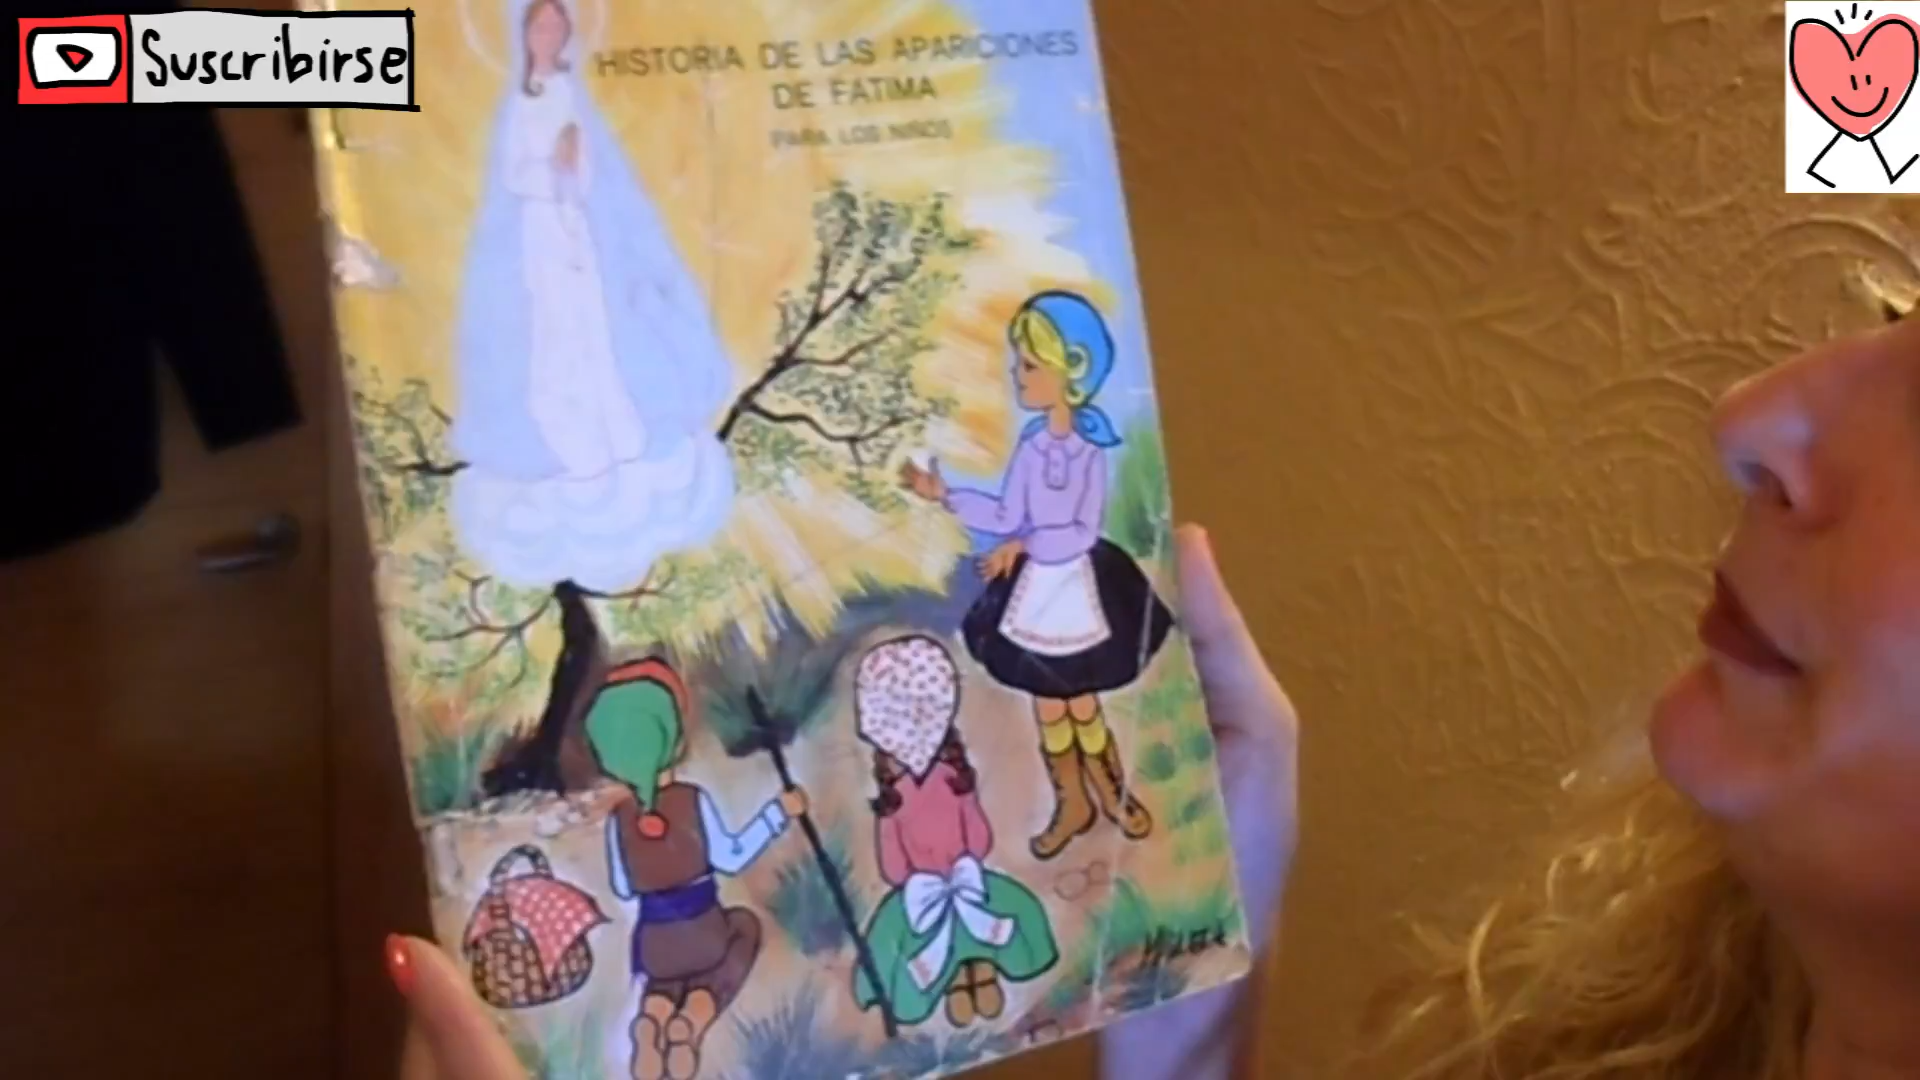 Suscribirse
HISTORIA DE LAS APARICIONES
DE FATIMA
(PARA LOS NIÑOS)